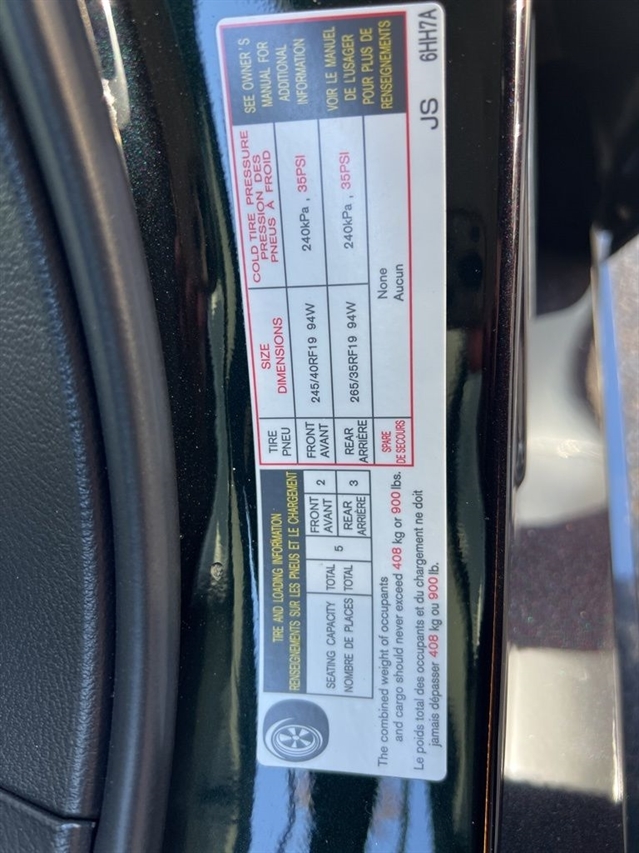 TIRE AND LOADING INFORMATION
RENSEIGNEMENTS SUR LES PNEUS ET LE CHARGEMENT
SEATING CAPACITY
NOMBRE DE PLACES
TOTAL
TOTAL
5
FRONT
AVANT
2
REAR
ARRIÈRE
3
The combined weight of occupants
and cargo should never exceed 408 kg or 900 lbs.
Le poids total des occupants et du chargement ne doit
jamais dépasser 408 kg ou 900 lb.
TIRE
PNEU
SIZE
DIMENSIONS
COLD TIRE PRESSURE
PRESSION DES
PNEUS À FROID
FRONT
AVANT
245/40RF19 94W
240kPa , 35PSI
REAR
ARRIÈRE
265/35RF19 94W
240kPa , 35PSI
SPARE
DE SECOURS
None
Aucun
SEE OWNER'S
MANUAL FOR
ADDITIONAL
INFORMATION
VOIR LE MANUEL
DE L'USAGER
POUR PLUS DE
RENSEIGNEMENTS
JS 6HH7A